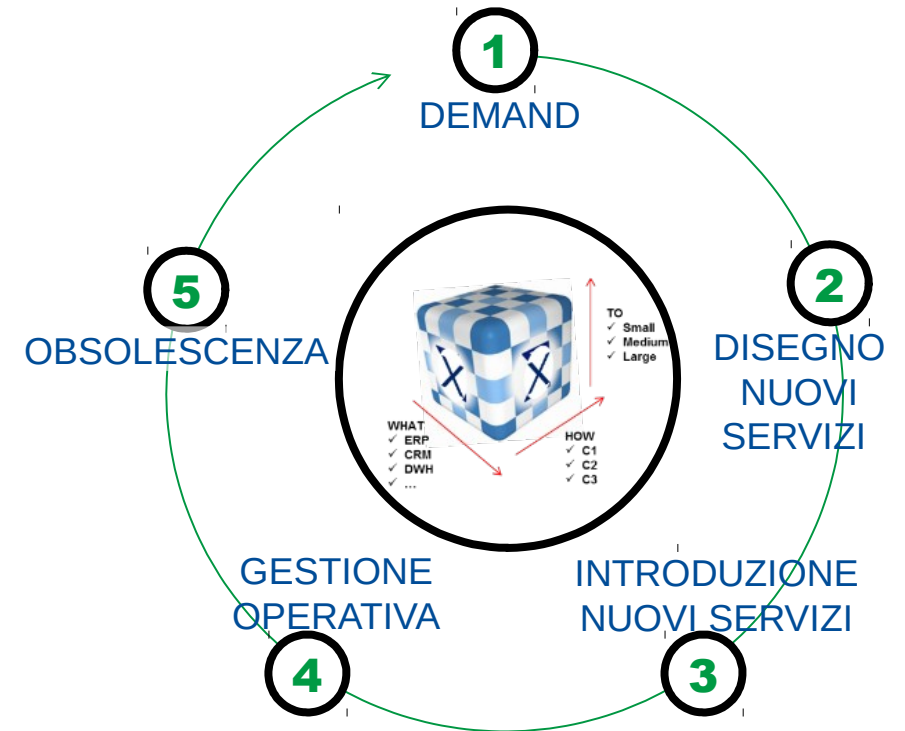 1
DEMAND
2
DISEGNO
NUOVI
SERVIZI
INTRODUZIONE
NUOVI SERVIZI
3
GESTIONE
OPERATIVA
4
5
OBSOLESCENZA
TO
✓ Small
✓ Medium
✓ Large
WHAT
✓ ERP
✓ CRM
✓ DWH
✓ ...
HOW
✓ C1
✓ C2
✓ C3
X
X